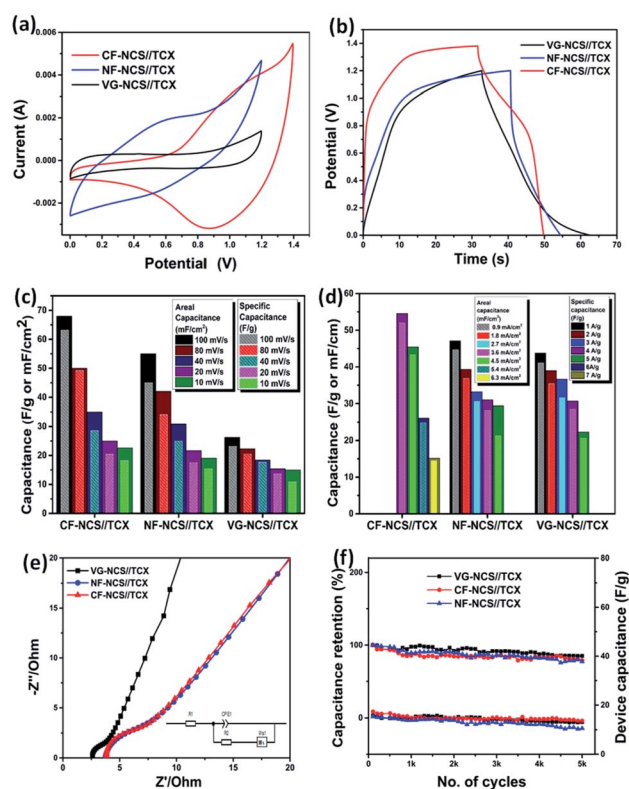 (a)
0.006
0.004
0.002
0.000
-0.002
Current (A)
CF-NCS//TCX
NF-NCS//TCX
VG-NCS//TCX
0.0 0.2 0.4 0.6 0.8 1.0 1.2 1.4
Potential (V)
(b)
1.6
1.4
1.2
1.0
0.8
0.6
0.4
0.2
0.0
Potential (V)
VG-NCS//TCX
NF-NCS//TCX
CF-NCS//TCX
0 10 20 30 40 50 60 70
Time (s)
(c)
70
60
50
40
30
20
10
0
Capacitance (F/g or mF/cm²)
Areal
Capacitance
(mF/cm²)
100 mV/s
80 mV/s
40 mV/s
20 mV/s
10 mV/s
Specific
Capacitance
(F/g)
100 mV/s
80 mV/s
40 mV/s
20 mV/s
10 mV/s
CF-NCS//TCX NF-NCS//TCX VG-NCS//TCX
(d)
60
50
40
30
20
10
0
Capacitance (F/g or mF/cm)
Areal
capacitance
(mF/cm²)
0.9 mA/cm²
1.8 mA/cm²
2.7 mA/cm²
3.6 mA/cm²
4.5 mA/cm²
5.4 mA/cm²
6.3 mA/cm²
Specific
capacitance
(F/g)
1 A/g
2 A/g
3 A/g
4 A/g
5 A/g
6A/g
7 A/g
CF-NCS//TCX NF-NCS//TCX VG-NCS//TCX
(e)
20
15
10
5
0
-Z''/Ohm
VG-NCS//TCX
NF-NCS//TCX
CF-NCS//TCX
R1 CPE1
R2
0 5 10 15 20
Z'/Ohm
(f)
200
100
0
Capacitance retention (%)
VG-NCS//TCX
CF-NCS//TCX
NF-NCS//TCX
80
60
40
20
0
Device capacitance (F/g)
0 1k 2k 3k 4k 5k
No. of cycles